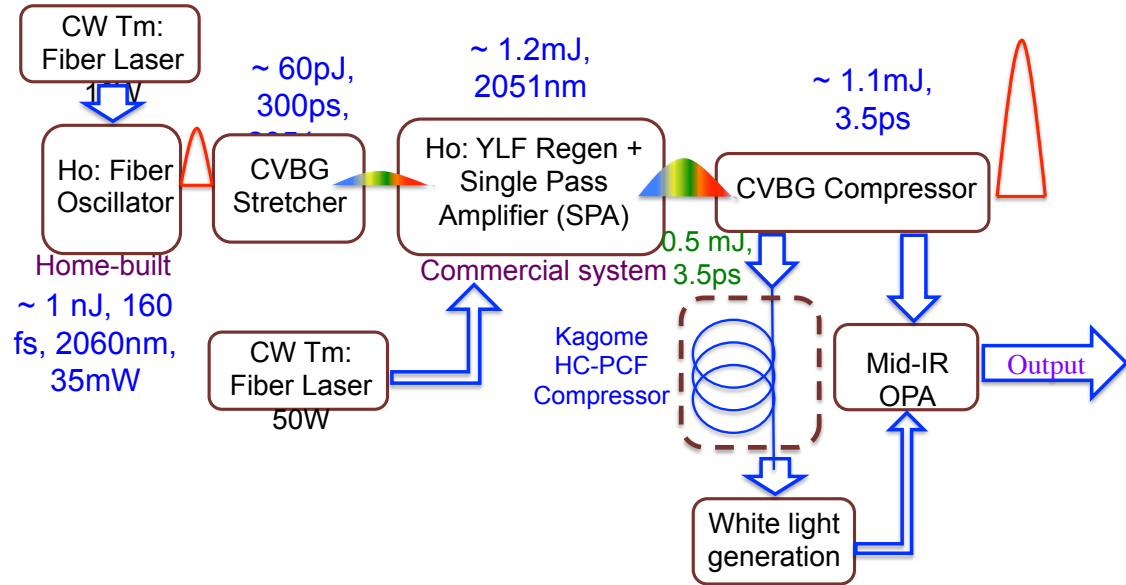 CW Tm:
Fiber Laser
~ 60pJ,
300ps,
~ 1.2mJ,
2051nm
~ 1.1mJ,
3.5ps
Ho: Fiber
Oscillator
CVBG
Stretcher
Ho: YLF Regen +
Single Pass
Amplifier (SPA)
CVBG Compressor
Home-built
~ 1 nJ, 160
fs, 2060nm,
35mW
Commercial system
0.5 mJ,
3.5ps
CW Tm:
Fiber Laser
50W
Kagome
HC-PCF
Compressor
Mid-IR
OPA
Output
White light
generation